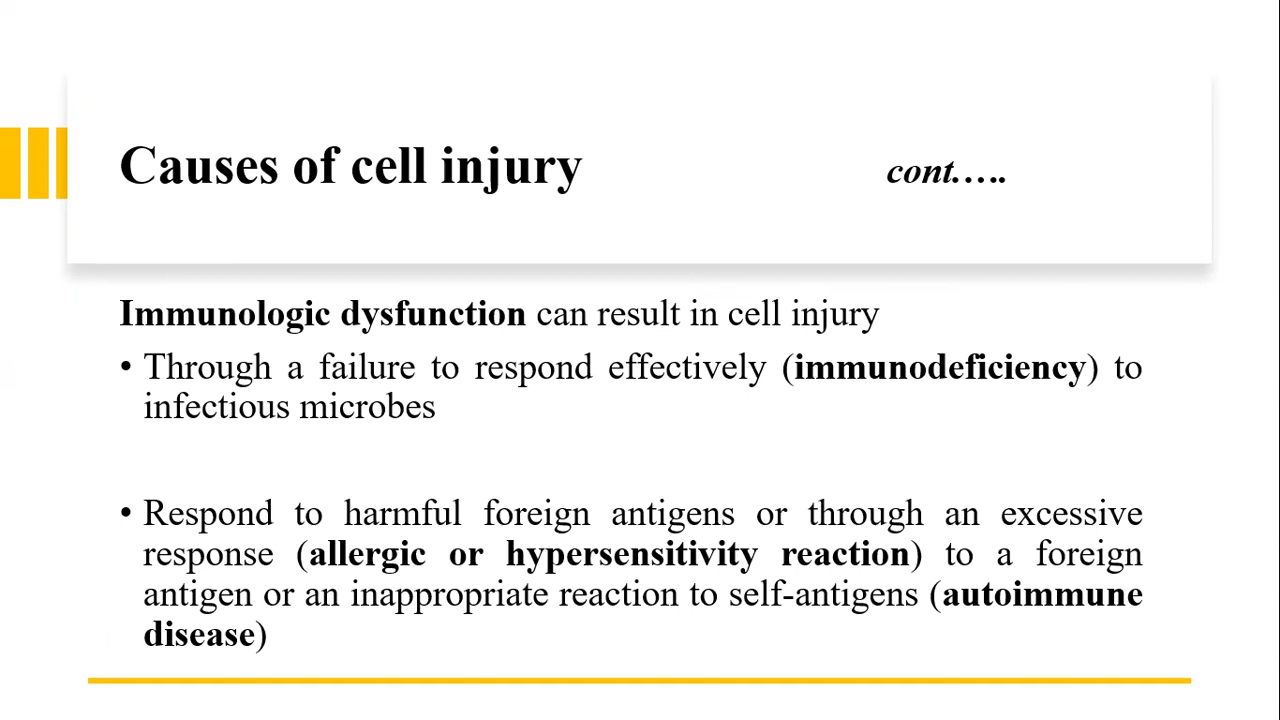 Causes of cell injury cont.….
Immunologic dysfunction can result in cell injury
• Through a failure to respond effectively (immunodeficiency) to
infectious microbes
• Respond to harmful foreign antigens or through an excessive
response (allergic or hypersensitivity reaction) to a foreign
antigen or an inappropriate reaction to self-antigens (autoimmune
disease)